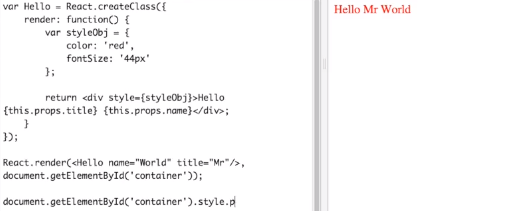 var Hello = React.createClass({
    render: function() {
        var styleObj = {
            color: 'red',
            fontSize: '44px'
        };

        return <div style={styleObj}>Hello
{this.props.title} {this.props.name}</div>;
    }
});

React.render(<Hello name="World" title="Mr"/>,
document.getElementById('container'));

document.getElementById('container').style.p
Hello Mr World